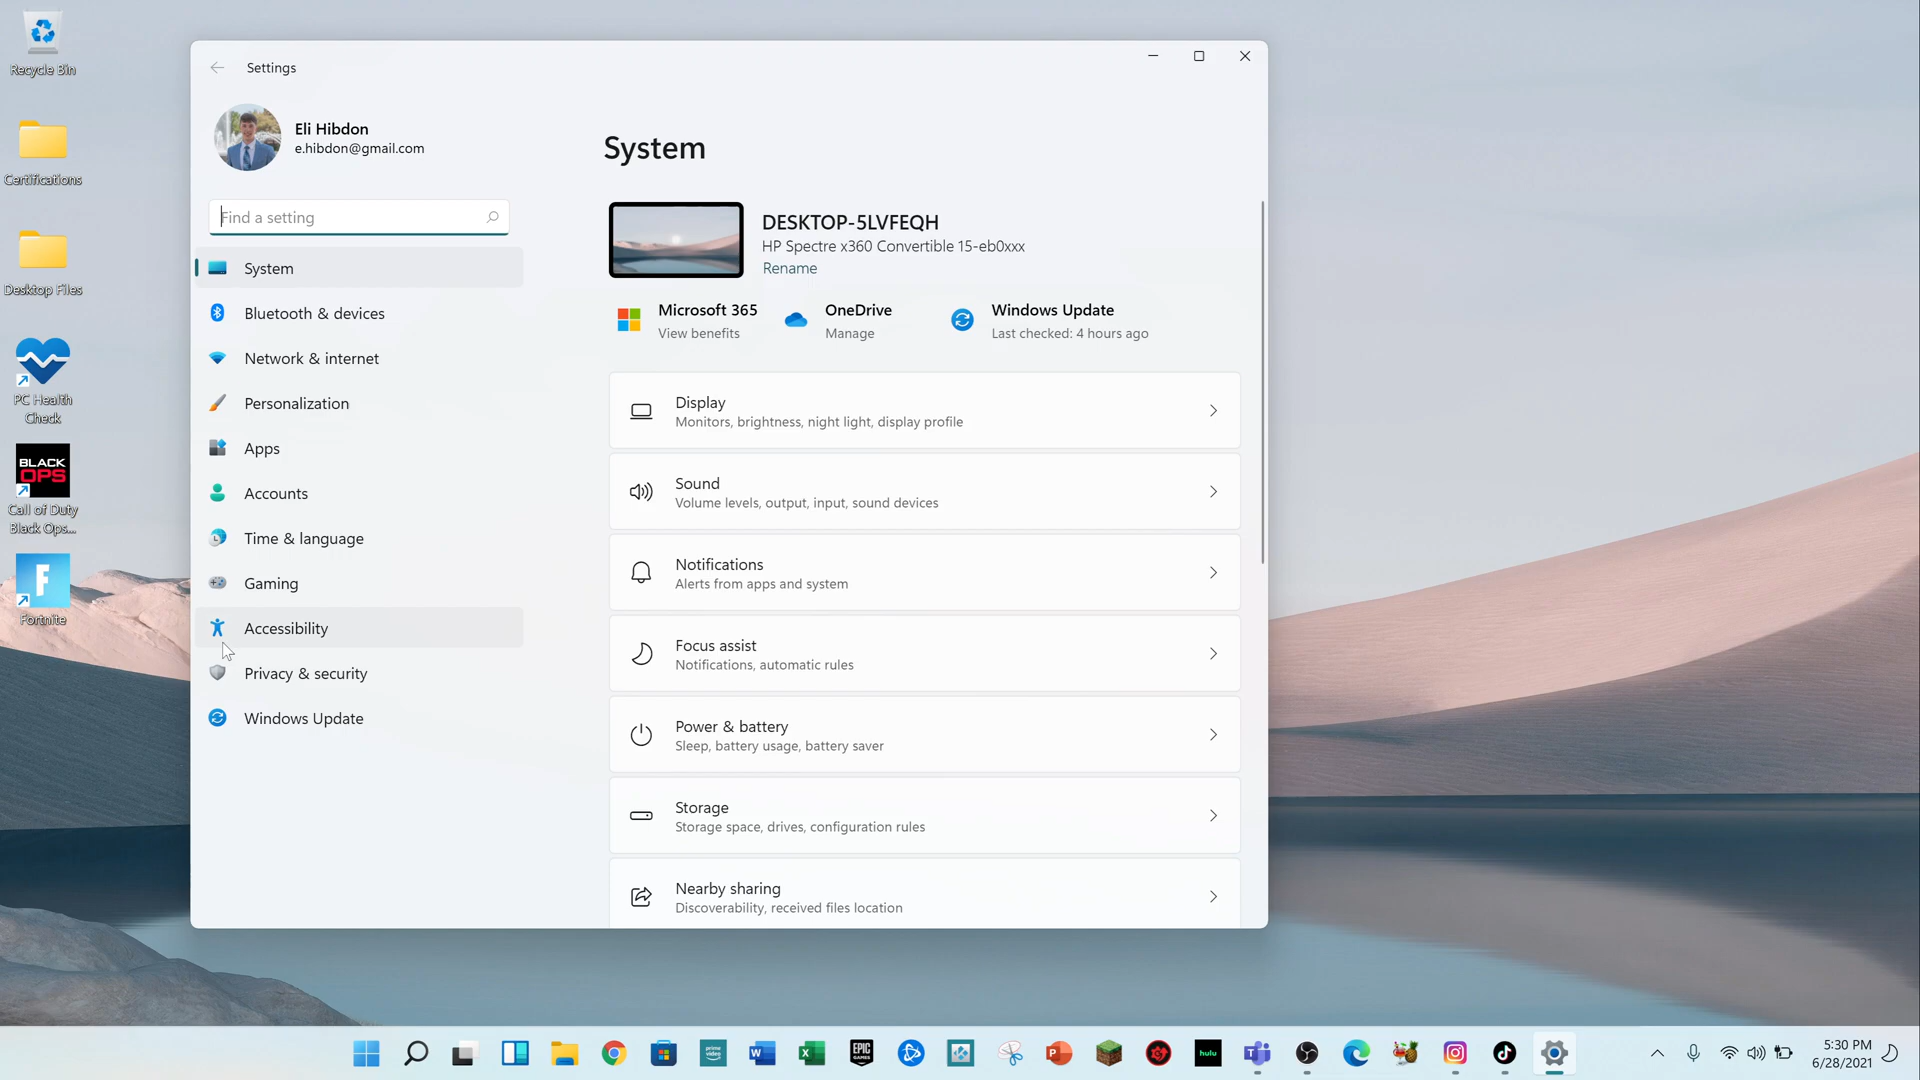 Recycle Bin
Certifications
Desktop Files
PC Health
Check
BLACK
OPS
Call of Duty
Black Ops...
F
Fortnite
Settings
Eli Hibdon
e.hibdon@gmail.com
Find a setting
System
Bluetooth & devices
Network & internet
Personalization
Apps
Accounts
Time & language
Gaming
Accessibility
Privacy & security
Windows Update
System
DESKTOP-5LVFEQH
HP Spectre x360 Convertible 15-eb0xxx
Rename
Microsoft 365
View benefits
OneDrive
Manage
Windows Update
Last checked: 4 hours ago
Display
Monitors, brightness, night light, display profile
Sound
Volume levels, output, input, sound devices
Notifications
Alerts from apps and system
Focus assist
Notifications, automatic rules
Power & battery
Sleep, battery usage, battery saver
Storage
Storage space, drives, configuration rules
Nearby sharing
Discoverability, received files location
prime
video
W
X
EPIC
GAMES
P
hulu
5:30 PM
6/28/2021